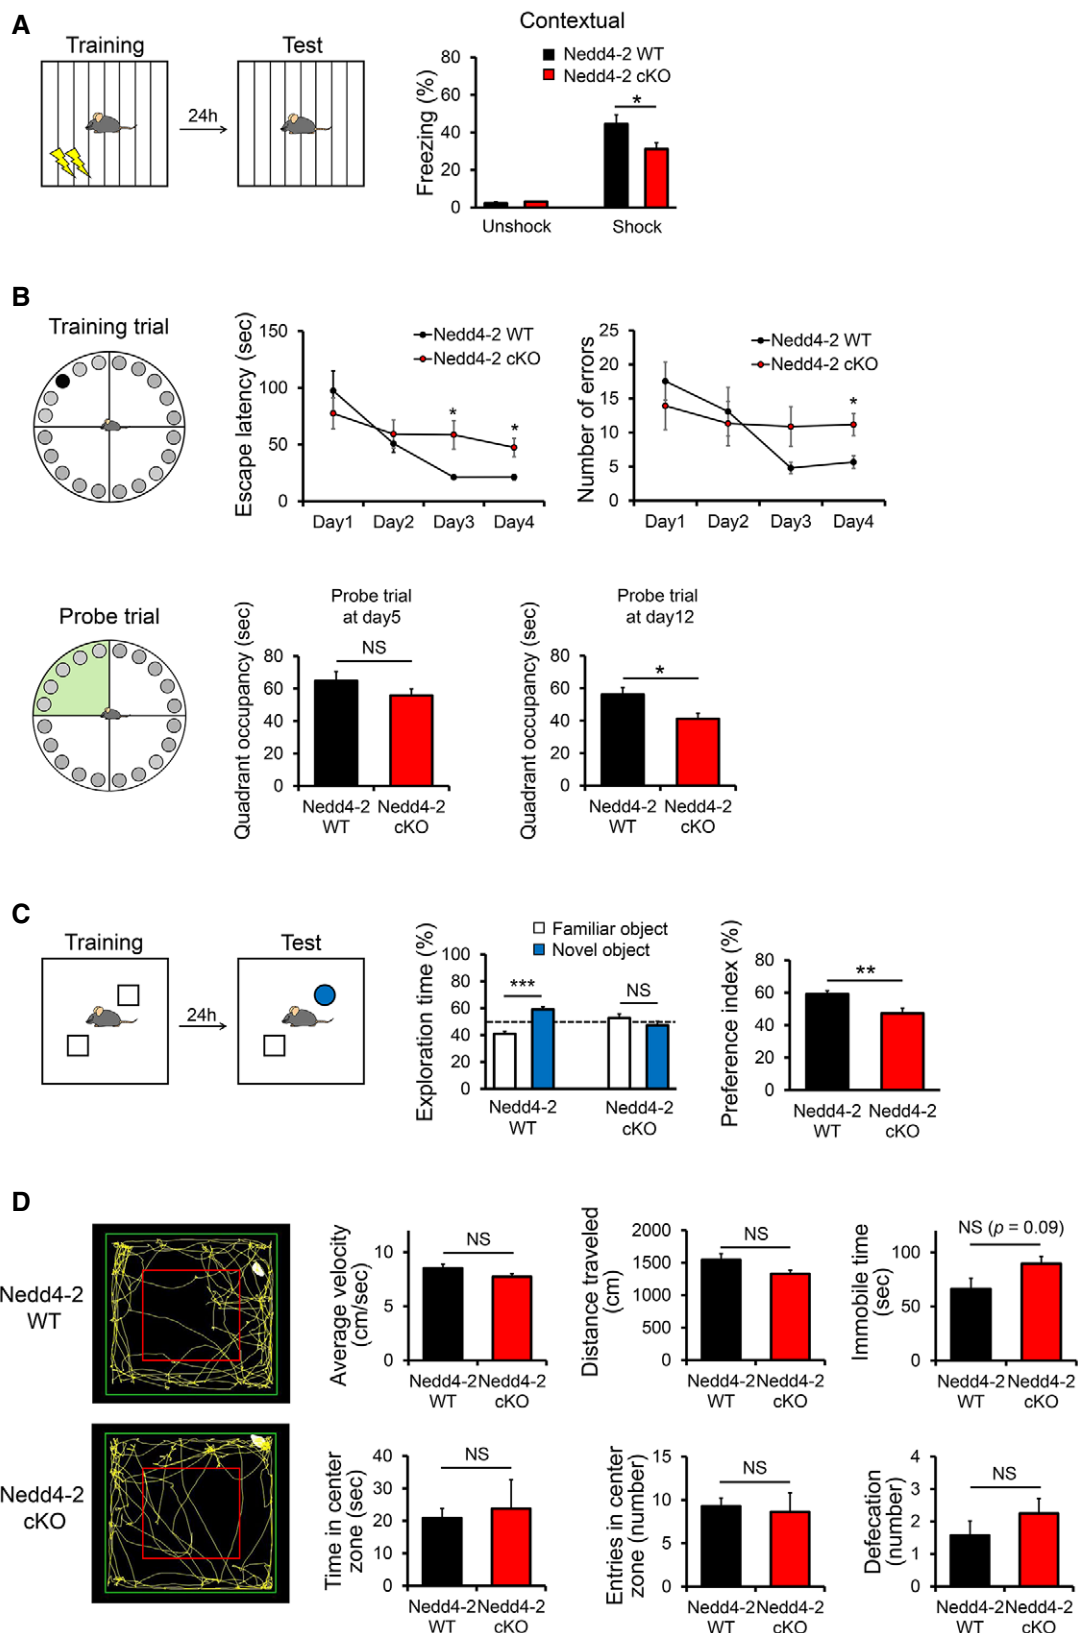 A
Training
Test
24h
Contextual
Nedd4-2 WT
Nedd4-2 cKO
Freezing (%)
80
60
40
20
0
*
Unshock
Shock
B
Training trial
Escape latency (sec)
150
100
50
0
Nedd4-2 WT
Nedd4-2 cKO
*
*
Day1
Day2
Day3
Day4
Number of errors
25
20
15
10
5
0
Nedd4-2 WT
Nedd4-2 cKO
*
Day1
Day2
Day3
Day4
Probe trial
Probe trial
at day5
Quadrant occupancy (sec)
80
60
40
20
0
NS
Nedd4-2
WT
Nedd4-2
cKO
Probe trial
at day12
Quadrant occupancy (sec)
80
60
40
20
0
*
Nedd4-2
WT
Nedd4-2
cKO
C
Training
Test
24h
Familiar object
Novel object
Exploration time (%)
100
80
60
40
20
0
***
NS
Nedd4-2
WT
Nedd4-2
cKO
Preference index (%)
80
60
40
20
0
**
Nedd4-2
WT
Nedd4-2
cKO
D
Nedd4-2
WT
Nedd4-2
cKO
Average velocity
(cm/sec)
10
5
0
NS
Nedd4-2
WT
Nedd4-2
cKO
Distance traveled
(cm)
2000
1500
1000
500
0
NS
Nedd4-2
WT
Nedd4-2
cKO
Immobile time
(sec)
100
50
0
NS (p = 0.09)
Nedd4-2
WT
Nedd4-2
cKO
Time in center
zone (sec)
40
30
20
10
0
NS
Nedd4-2
WT
Nedd4-2
cKO
Entries in center
zone (number)
15
10
5
0
NS
Nedd4-2
WT
Nedd4-2
cKO
Defecation
(number)
4
3
2
1
0
NS
Nedd4-2
WT
Nedd4-2
cKO